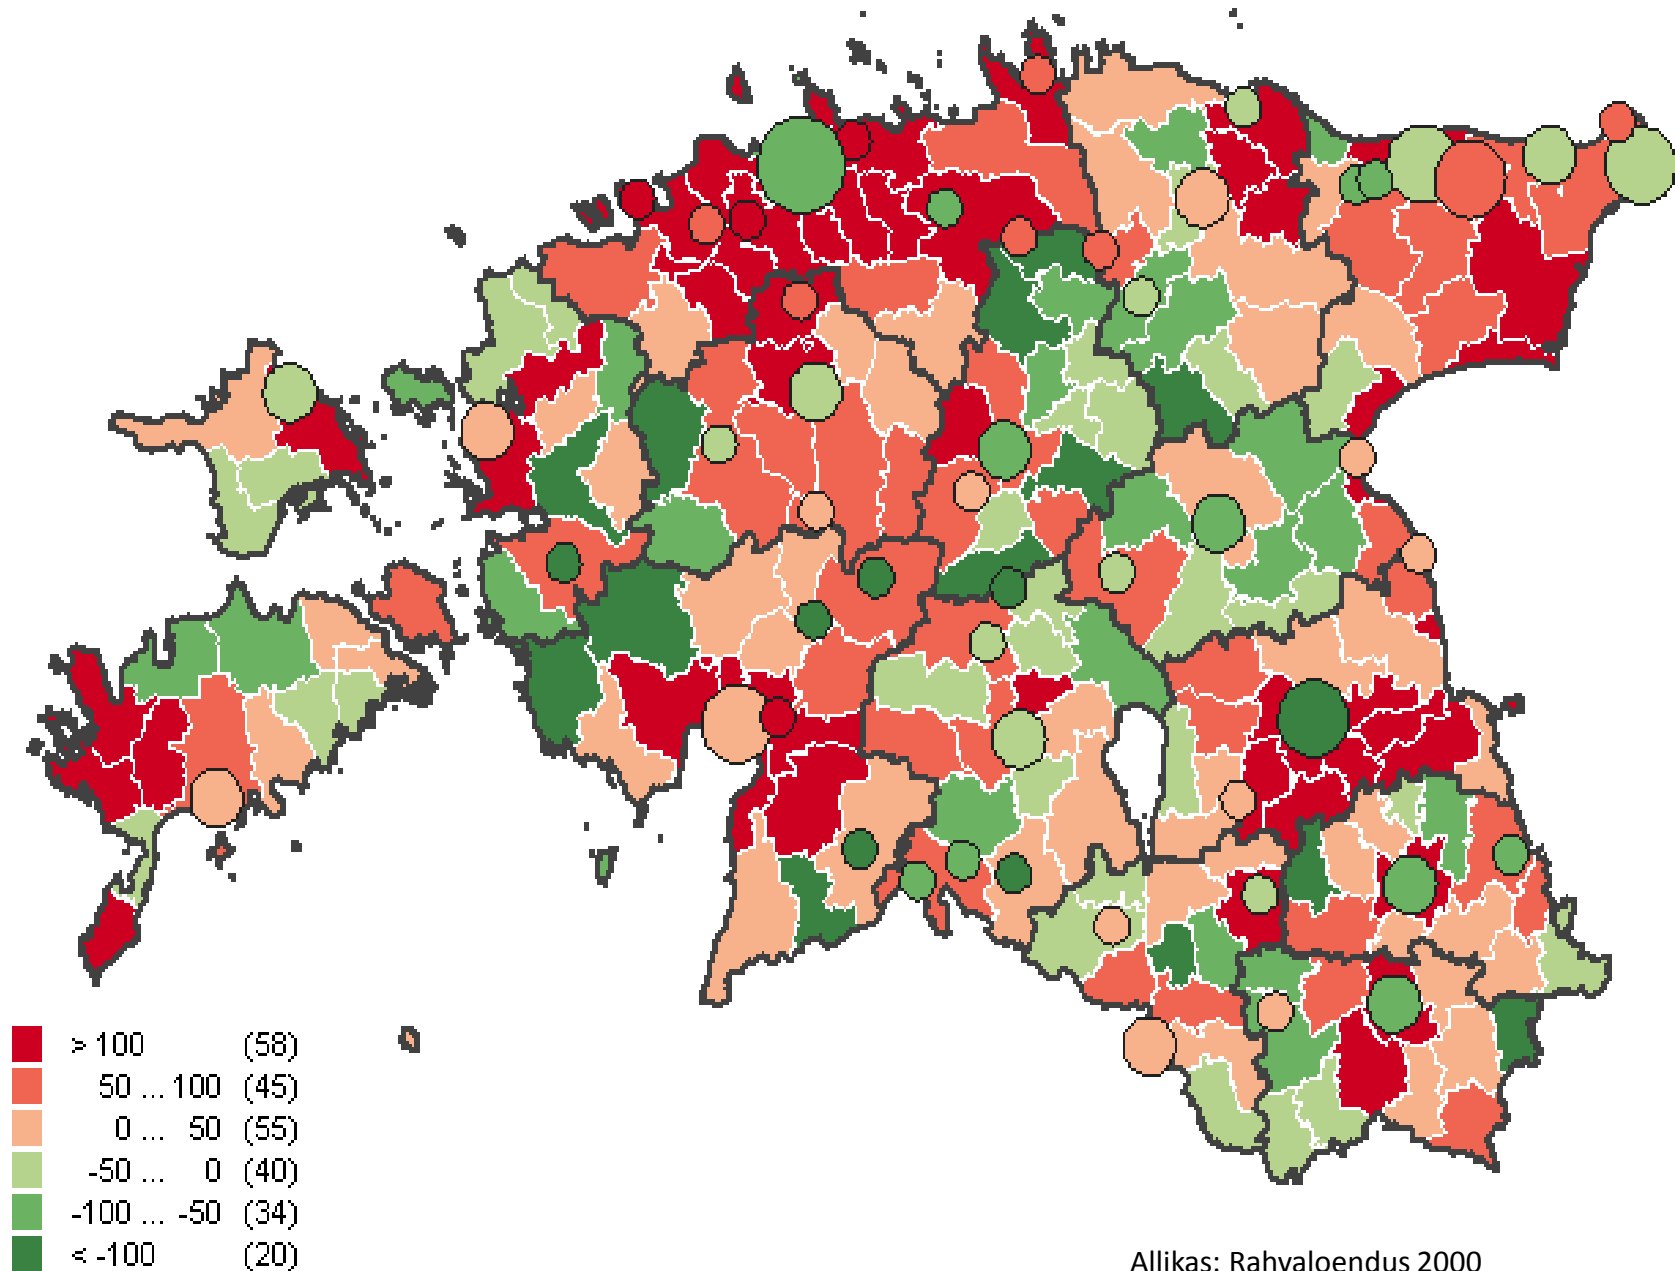 > 100 (58)
50 ... 100 (45)
0 ... 50 (55)
-50 ... 0 (40)
-100 ... -50 (34)
< -100 (20)
Allikas: Rahvaloendus 2000